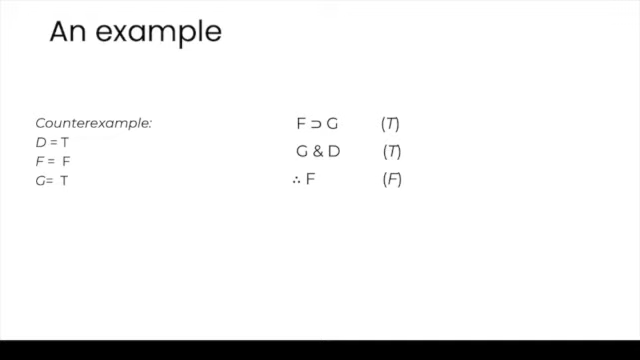 An example
Counterexample:
D = T
F = F
G= T
F ⊃ G (T)
G & D (T)
∴ F (F)